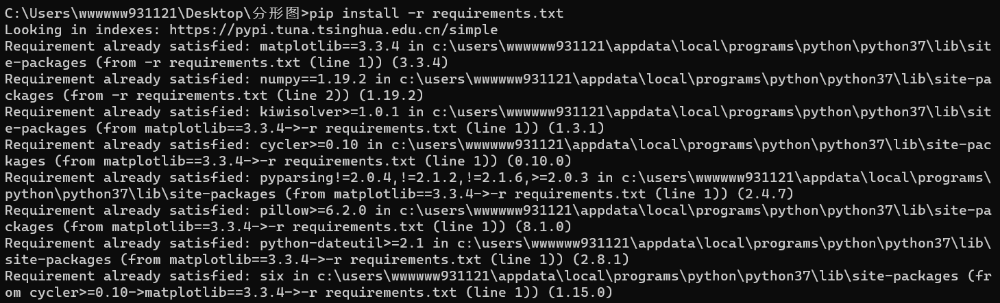 C:\Users\wwwwww931121\Desktop\分形图>pip install -r requirements.txt
Looking in indexes: https://pypi.tuna.tsinghua.edu.cn/simple
Requirement already satisfied: matplotlib==3.3.4 in c:\users\wwwwww931121\appdata\local\programs\python\python37\lib\sit
e-packages (from -r requirements.txt (line 1)) (3.3.4)
Requirement already satisfied: numpy==1.19.2 in c:\users\wwwwww931121\appdata\local\programs\python\python37\lib\site-pa
ckages (from -r requirements.txt (line 2)) (1.19.2)
Requirement already satisfied: kiwisolver>=1.0.1 in c:\users\wwwwww931121\appdata\local\programs\python\python37\lib\sit
e-packages (from matplotlib==3.3.4->-r requirements.txt (line 1)) (1.3.1)
Requirement already satisfied: cycler>=0.10 in c:\users\wwwwww931121\appdata\local\programs\python\python37\lib\site-pac
kages (from matplotlib==3.3.4->-r requirements.txt (line 1)) (0.10.0)
Requirement already satisfied: pyparsing!=2.0.4,!=2.1.2,!=2.1.6,>=2.0.3 in c:\users\wwwwww931121\appdata\local\programs\
python\python37\lib\site-packages (from matplotlib==3.3.4->-r requirements.txt (line 1)) (2.4.7)
Requirement already satisfied: pillow>=6.2.0 in c:\users\wwwwww931121\appdata\local\programs\python\python37\lib\site-pa
ckages (from matplotlib==3.3.4->-r requirements.txt (line 1)) (8.1.0)
Requirement already satisfied: python-dateutil>=2.1 in c:\users\wwwwww931121\appdata\local\programs\python\python37\lib\
site-packages (from matplotlib==3.3.4->-r requirements.txt (line 1)) (2.8.1)
Requirement already satisfied: six in c:\users\wwwwww931121\appdata\local\programs\python\python37\lib\site-packages (fr
om cycler>=0.10->matplotlib==3.3.4->-r requirements.txt (line 1)) (1.15.0)